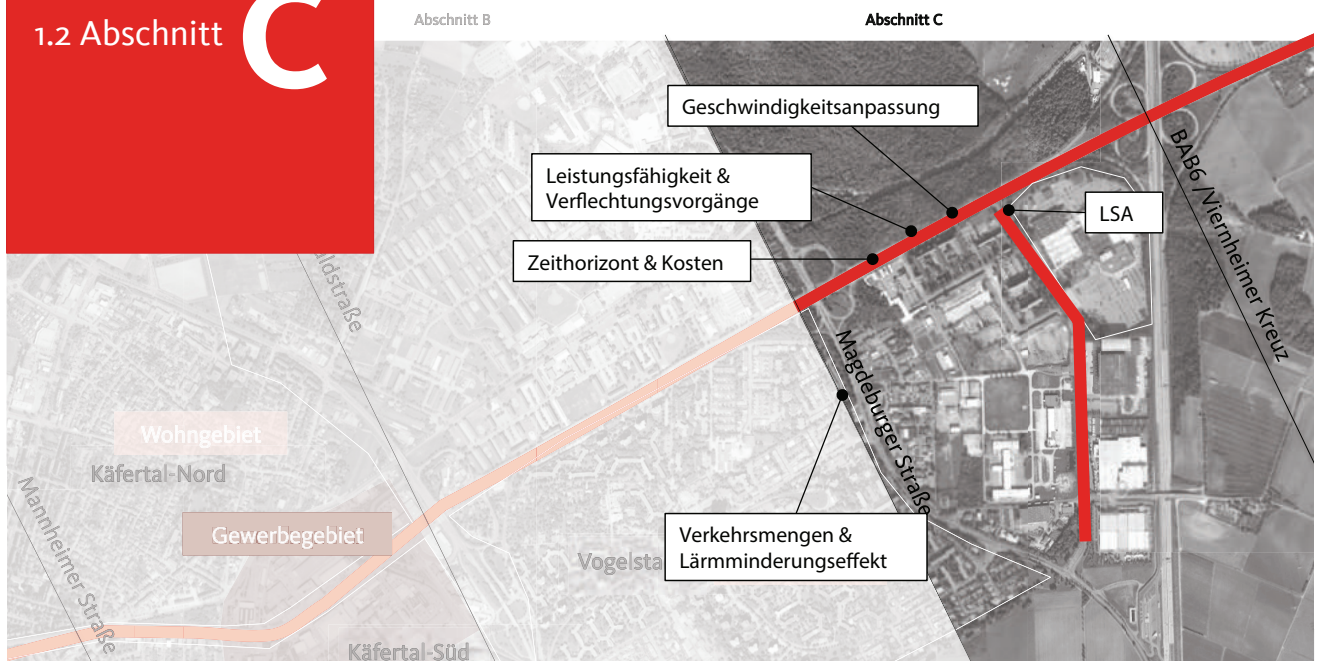 1.2 Abschnitt C
Abschnitt B
Abschnitt C
Geschwindigkeitsanpassung
Leistungsfähigkeit &
Verflechtungsvorgänge
LSA
Zeithorizont & Kosten
BAB6 /Viernheimer Kreuz
Magdeburger Straße
Wohngebiet
Käfertal-Nord
Mannheimer Straße
Gewerbegebiet
Verkehrsmengen &
Lärmminderungseffekt
Käfertal-Süd